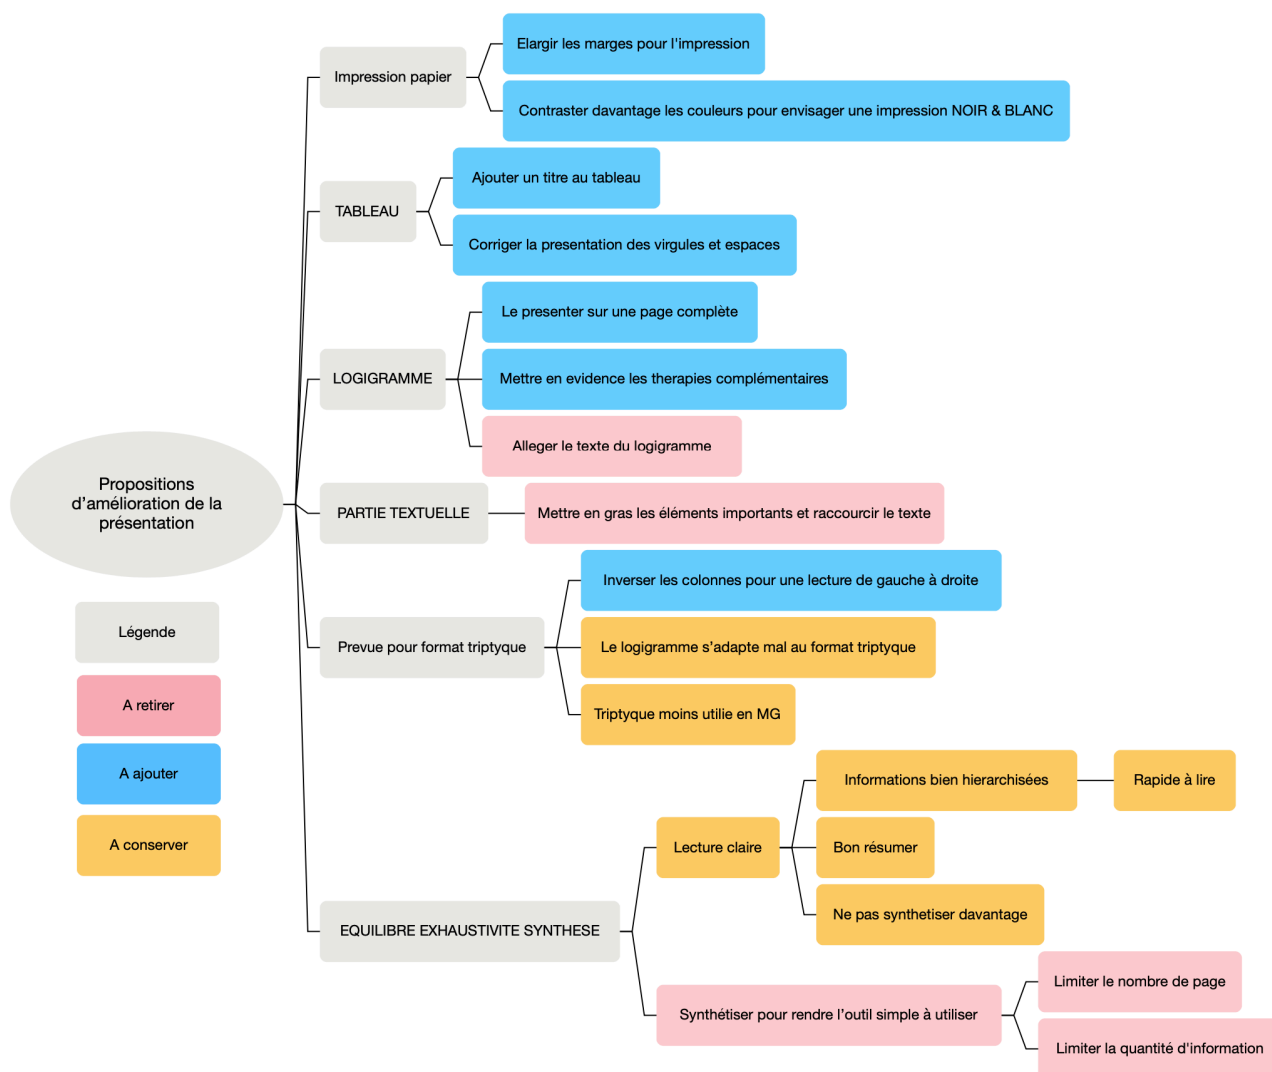 Elargir les marges pour l'impression
Impression papier
Contraster davantage les couleurs pour envisager une impression NOIR & BLANC
Ajouter un titre au tableau
TABLEAU
Corriger la presentation des virgules et espaces
Le presenter sur une page complète
LOGIGRAMME
Mettre en evidence les therapies complémentaires
Alleger le texte du logigramme
Propositions
d'amélioration de la
présentation
PARTIE TEXTUELLE
Mettre en gras les éléments importants et raccourcir le texte
Inverser les colonnes pour une lecture de gauche à droite
Prevue pour format triptyque
Le logigramme s'adapte mal au format triptyque
Triptyque moins utilie en MG
Légende
A retirer
A ajouter
A conserver
Informations bien hierarchisées
Rapide à lire
Lecture claire
Bon résumer
Ne pas synthetiser davantage
EQUILIBRE EXHAUSTIVITE SYNTHESE
Limiter le nombre de page
Synthétiser pour rendre l'outil simple à utiliser
Limiter la quantité d'information